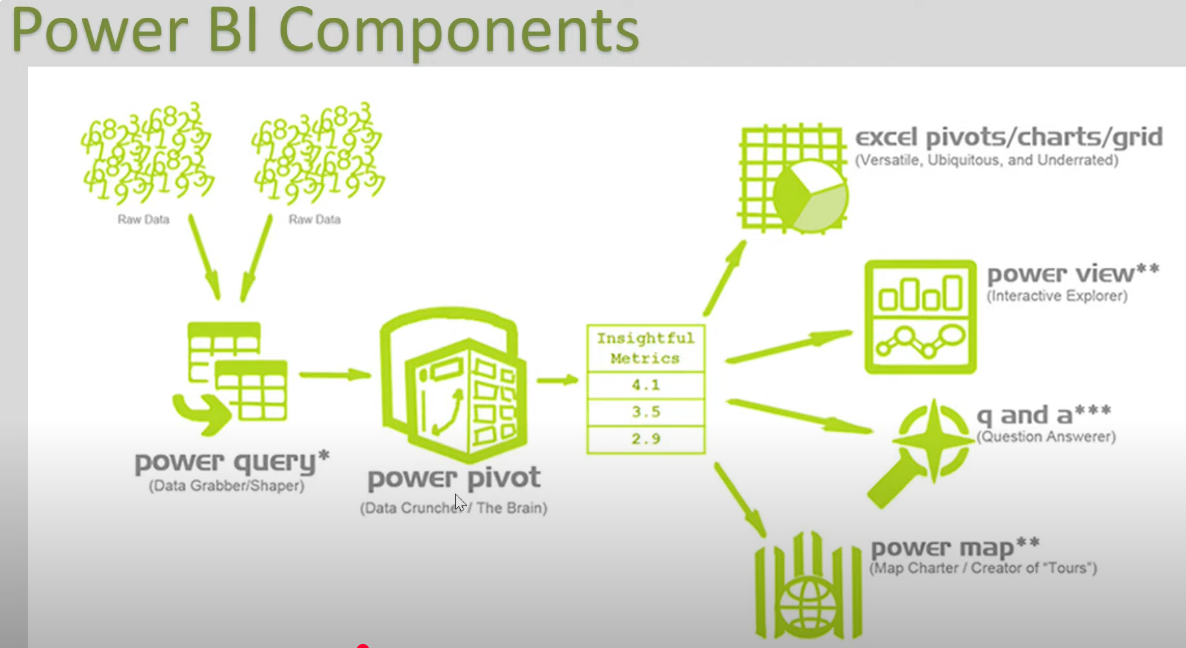 Power BI Components
Raw Data
Raw Data
power query*
(Data Grabber/Shaper)
power pivot
(Data Cruncher / The Brain)
Insightful
Metrics
4.1
3.5
2.9
excel pivots/charts/grid
(Versatile, Ubiquitous, and Underrated)
power view**
(Interactive Explorer)
q and a***
(Question Answerer)
power map**
(Map Charter / Creator of "Tours")